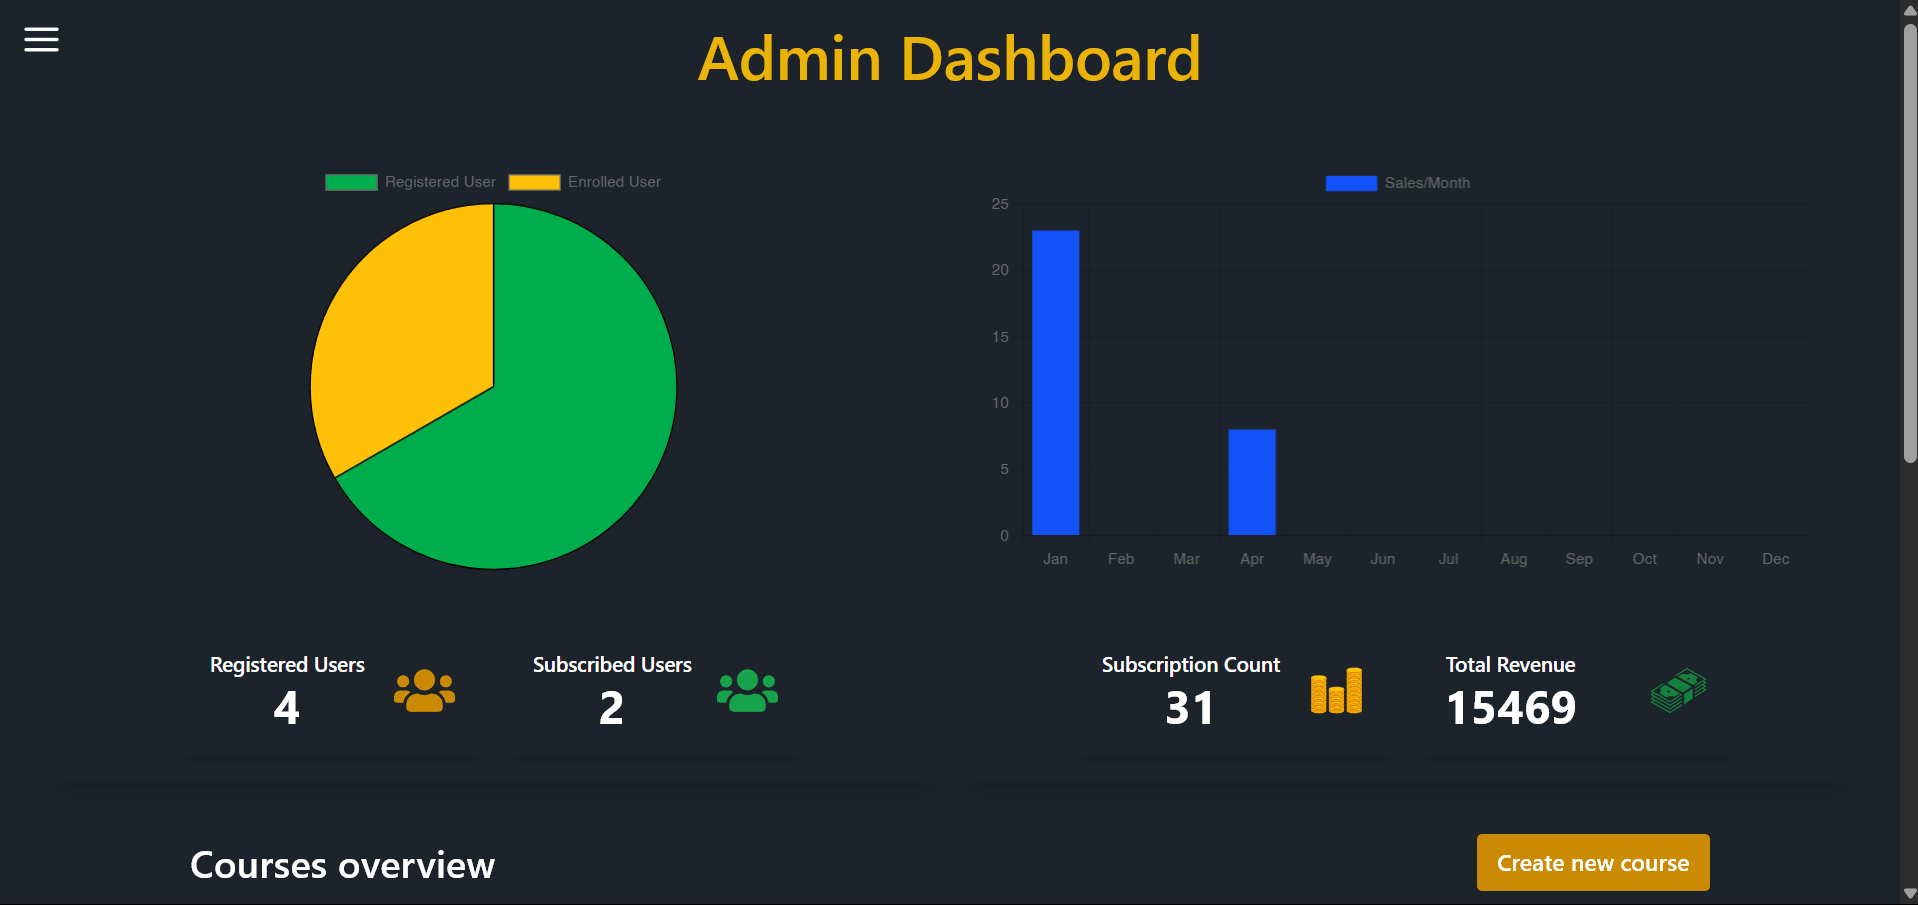 Admin Dashboard
Registered User
Enrolled User
Sales/Month
25
20
15
10
5
0
Jan Feb Mar Apr May Jun Jul Aug Sep Oct Nov Dec
Registered Users
4
Subscribed Users
2
Subscription Count
31
Total Revenue
15469
Courses overview
Create new course